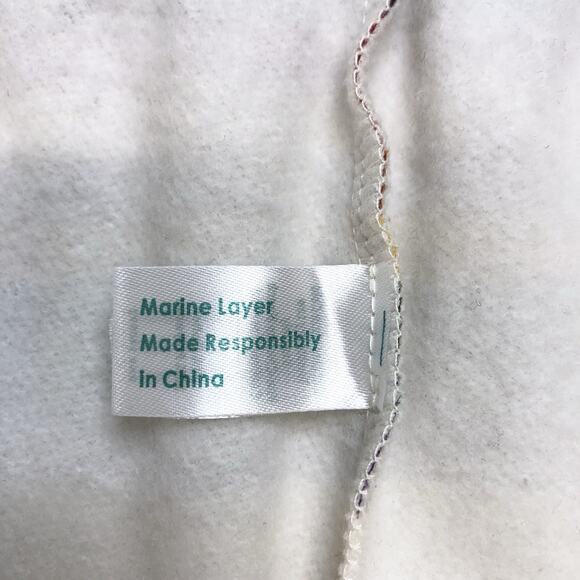 Marine Layer
Made Responsibly
in China